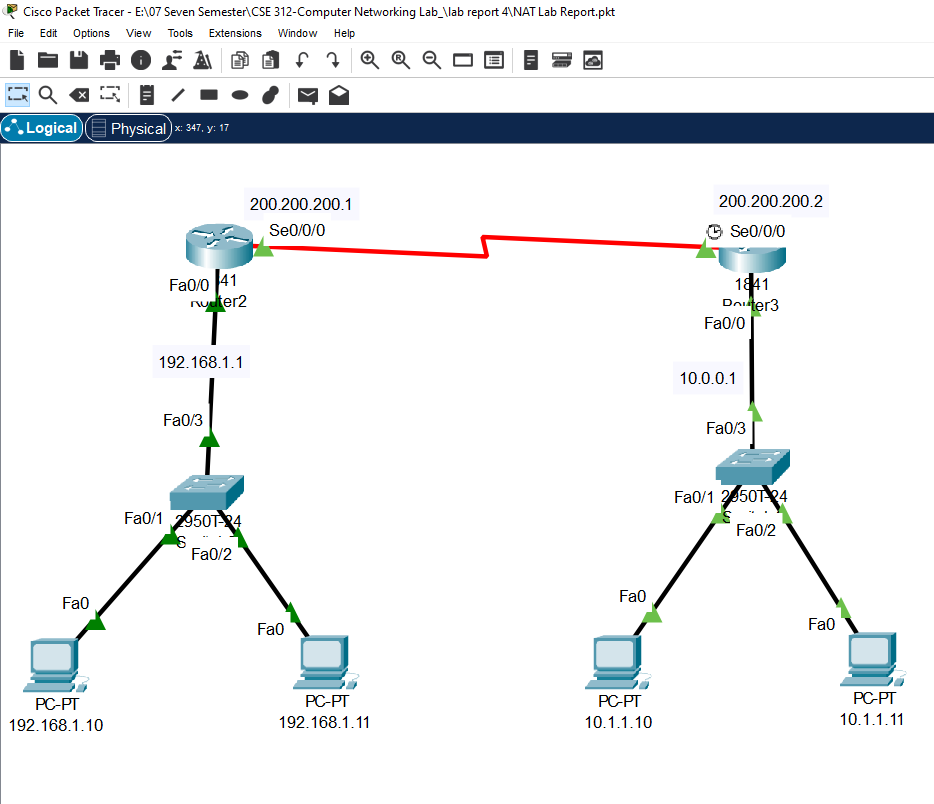 Cisco Packet Tracer - E:\07 Seven Semester\CSE 312-Computer Networking Lab_\lab report 4\NAT Lab Report.pkt
File Edit Options View Tools Extensions Window Help
Logical Physical x: 347, y: 17
200.200.200.1
200.200.200.2
Se0/0/0
Se0/0/0
Fa0/0
41
1841
Router2
Router3
Fa0/0
192.168.1.1
10.0.0.1
Fa0/3
Fa0/3
Fa0/1
2950T-24
Fa0/2
Fa0/1
2950T-24
Fa0/2
Fa0
Fa0
Fa0
Fa0
PC-PT
192.168.1.10
PC-PT
192.168.1.11
PC-PT
10.1.1.10
PC-PT
10.1.1.11